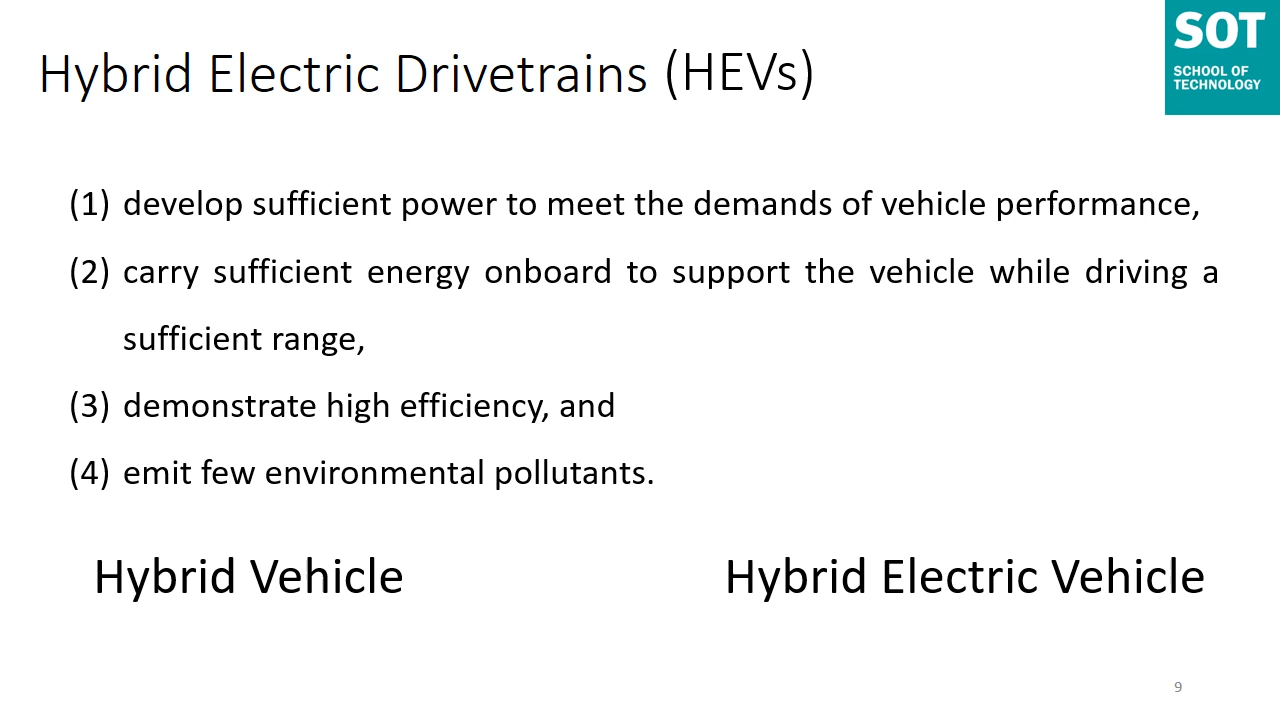 Hybrid Electric Drivetrains (HEVs)
SOT
SCHOOL OF
TECHNOLOGY
(1) develop sufficient power to meet the demands of vehicle performance,
(2) carry sufficient energy onboard to support the vehicle while driving a
sufficient range,
(3) demonstrate high efficiency, and
(4) emit few environmental pollutants.
Hybrid Vehicle
Hybrid Electric Vehicle
9